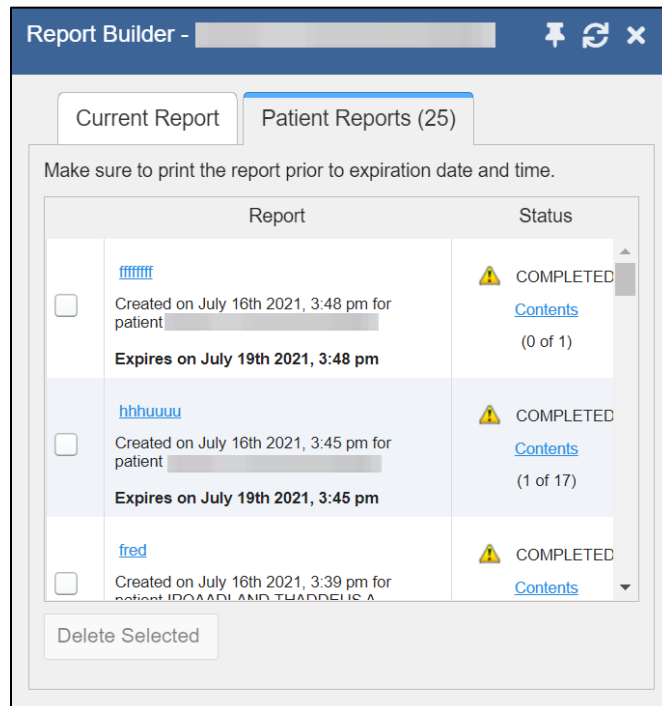 Report Builder -
Current Report
Patient Reports (25)
Make sure to print the report prior to expiration date and time.
Report Status
ffffffff
Created on July 16th 2021, 3:48 pm for
patient
Expires on July 19th 2021, 3:48 pm
COMPLETED
Contents
(0 of 1)
hhhuuuu
Created on July 16th 2021, 3:45 pm for
patient
Expires on July 19th 2021, 3:45 pm
COMPLETED
Contents
(1 of 17)
fred
Created on July 16th 2021, 3:39 pm for
patient
COMPLETED
Contents
Delete Selected